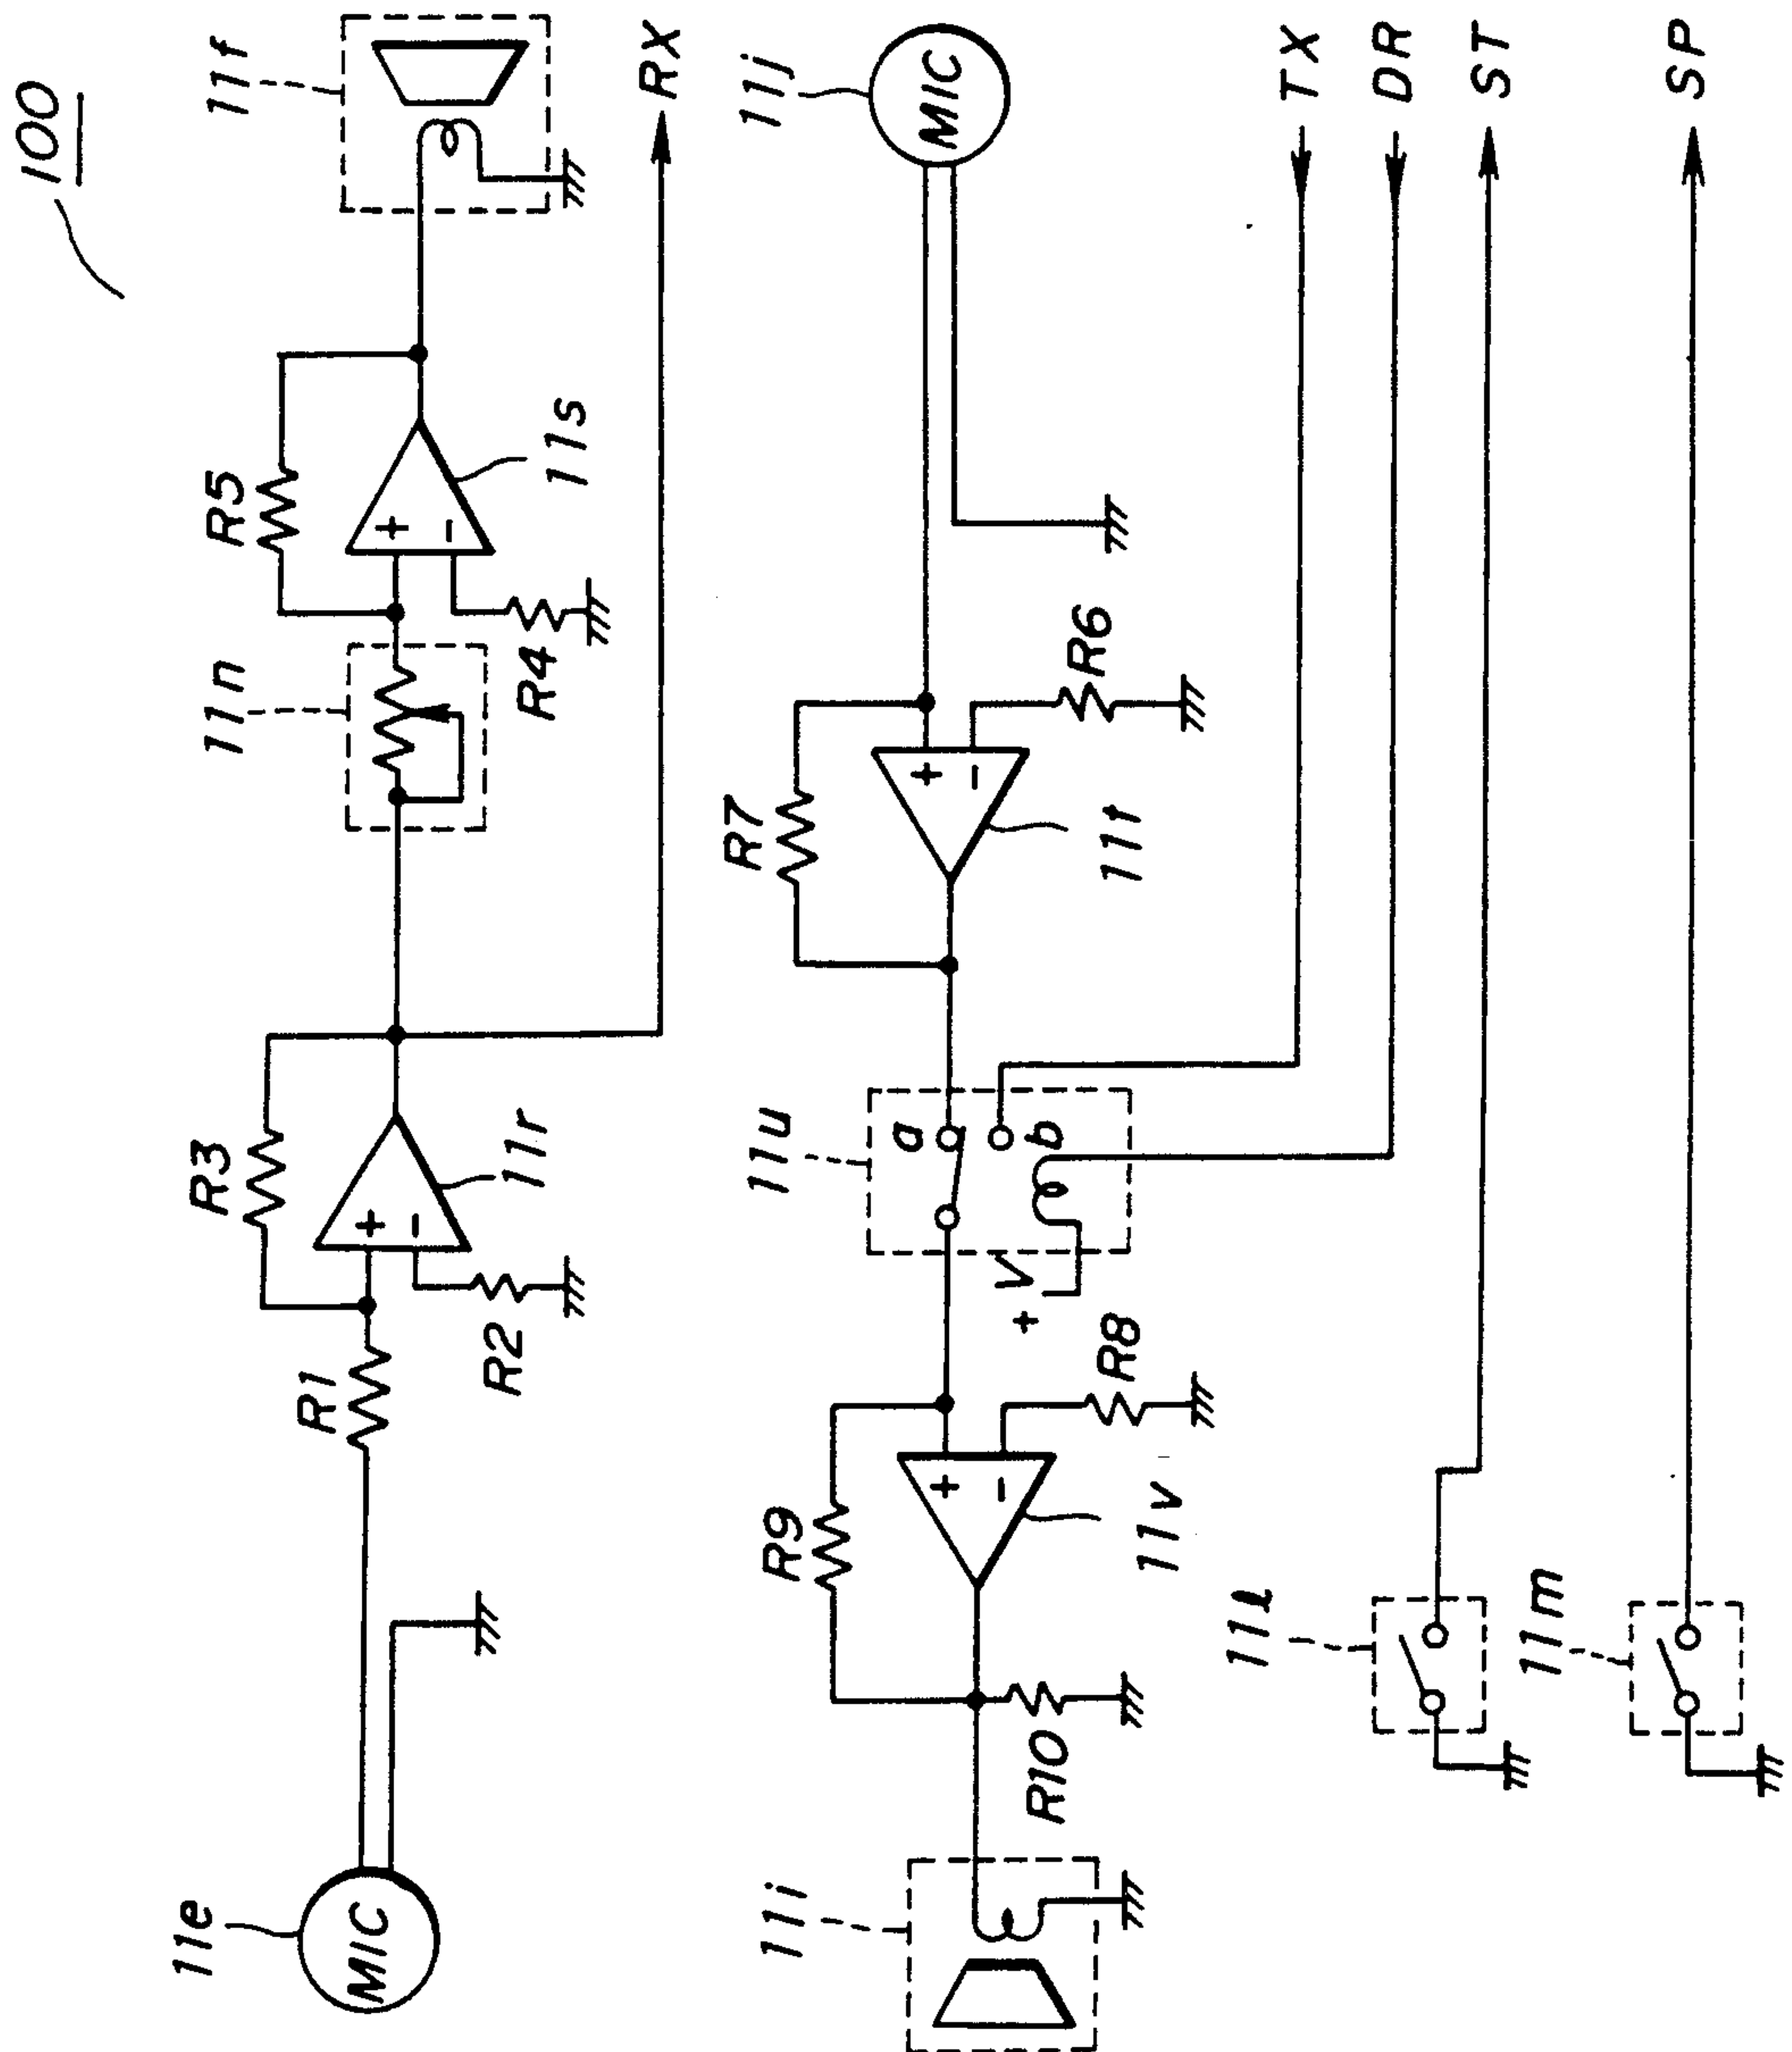 100
11f
RX
R5
11s
11n
R4
R3
11r
R1
R2
11e
MIC
+
-
+
-
11j
MIC
TX
DR
ST
SP
R7
R6
11t
+
-
11u
a
b
+V
R9
R8
11v
+
-
R10
11i
11l
11m